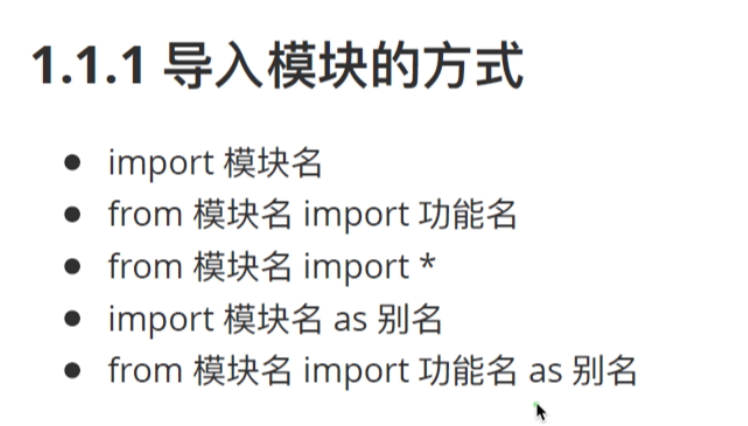 1.1.1 导入模块的方式
● import 模块名
● from 模块名 import 功能名
● from 模块名 import *
● import 模块名 as 别名
● from 模块名 import 功能名 as 别名